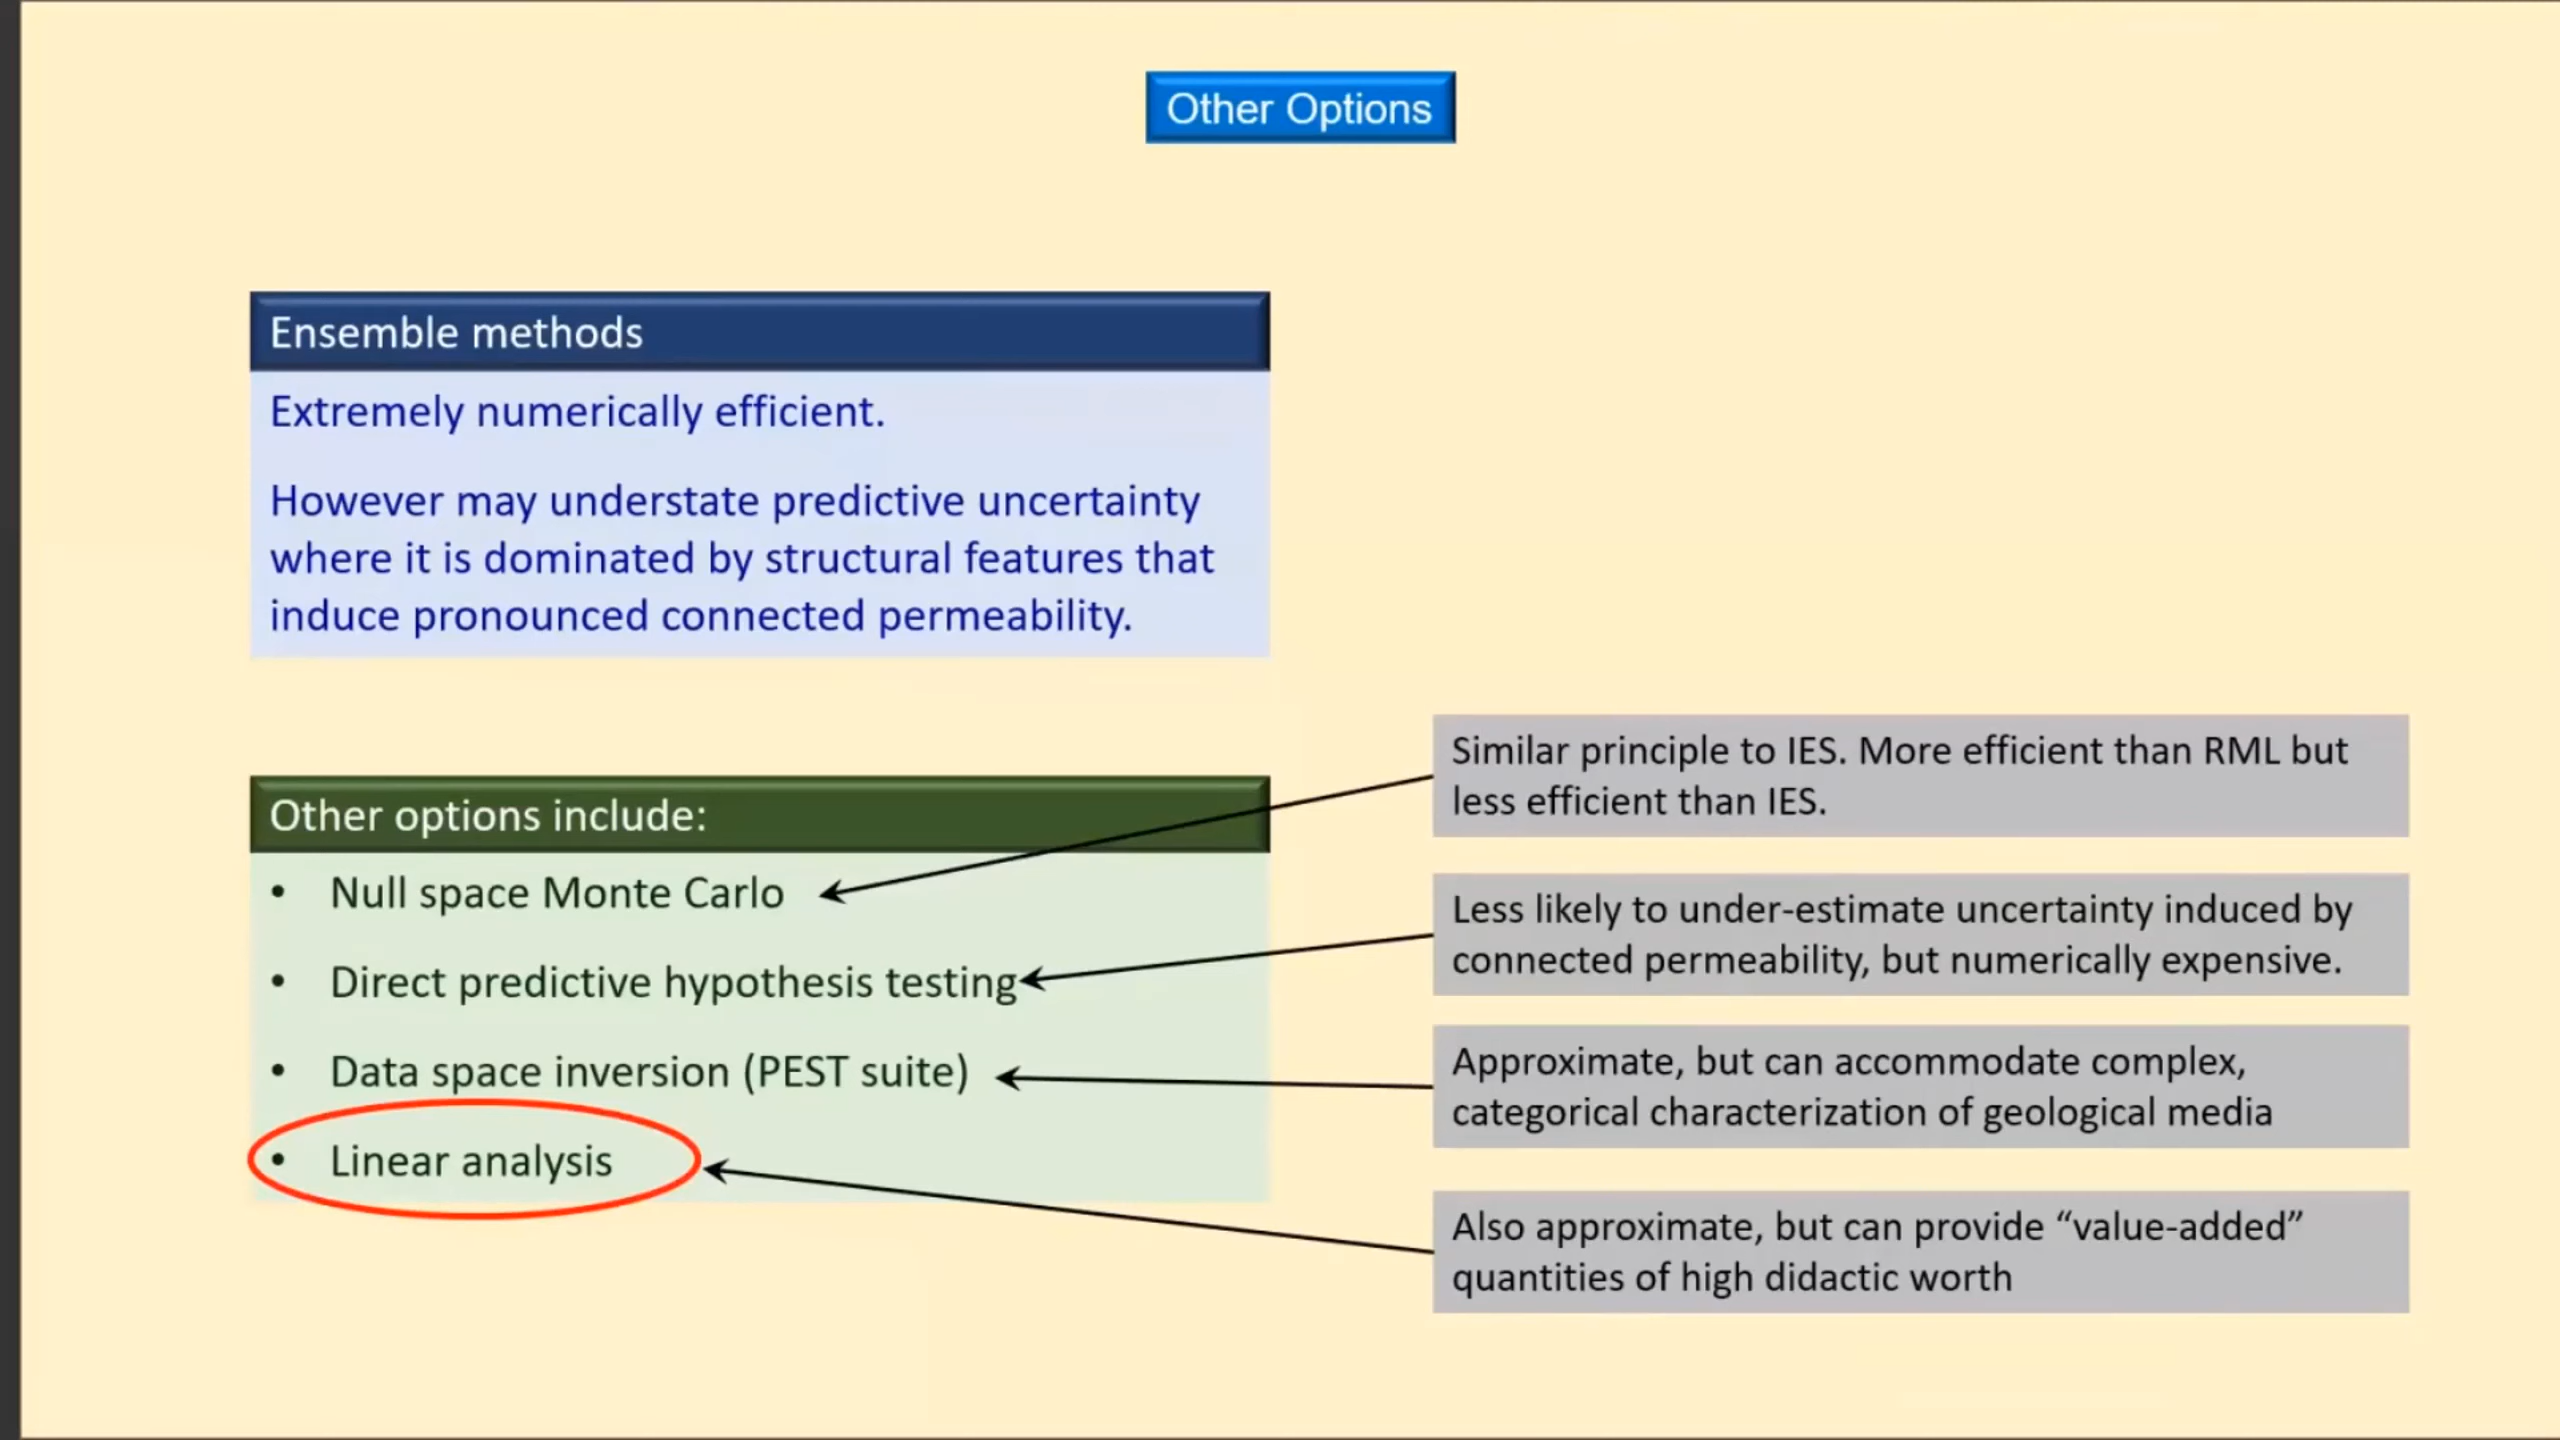 Other Options
Ensemble methods
Extremely numerically efficient.
However may understate predictive uncertainty
where it is dominated by structural features that
induce pronounced connected permeability.
Other options include:
• Null space Monte Carlo
• Direct predictive hypothesis testing
• Data space inversion (PEST suite)
• Linear analysis
Similar principle to IES. More efficient than RML but
less efficient than IES.
Less likely to under-estimate uncertainty induced by
connected permeability, but numerically expensive.
Approximate, but can accommodate complex,
categorical characterization of geological media
Also approximate, but can provide “value-added”
quantities of high didactic worth